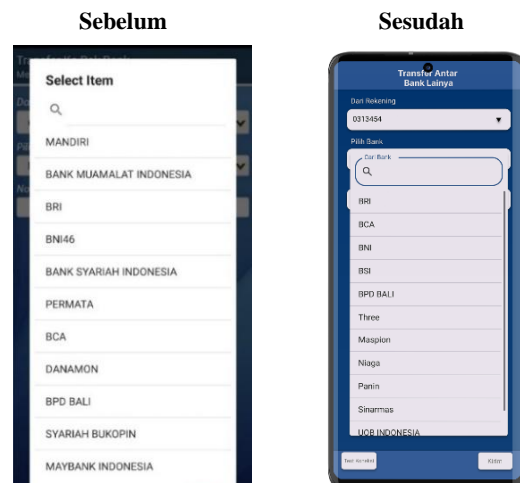 Sebelum
Sesudah
Select Item
MANDIRI
BANK MUAMALAT INDONESIA
BRI
BNI46
BANK SYARIAH INDONESIA
PERMATA
BCA
DANAMON
BPD BALI
SYARIAH BUKOPIN
MAYBANK INDONESIA
Transfer Antar
Bank Lainya
Dari Rekening
0313454
Pilih Bank
Cari Bank
BRI
BCA
BNI
BSI
BPD BALI
Three
Maspion
Niaga
Panin
Sinarmas
UOB INDONESIA
Kirim